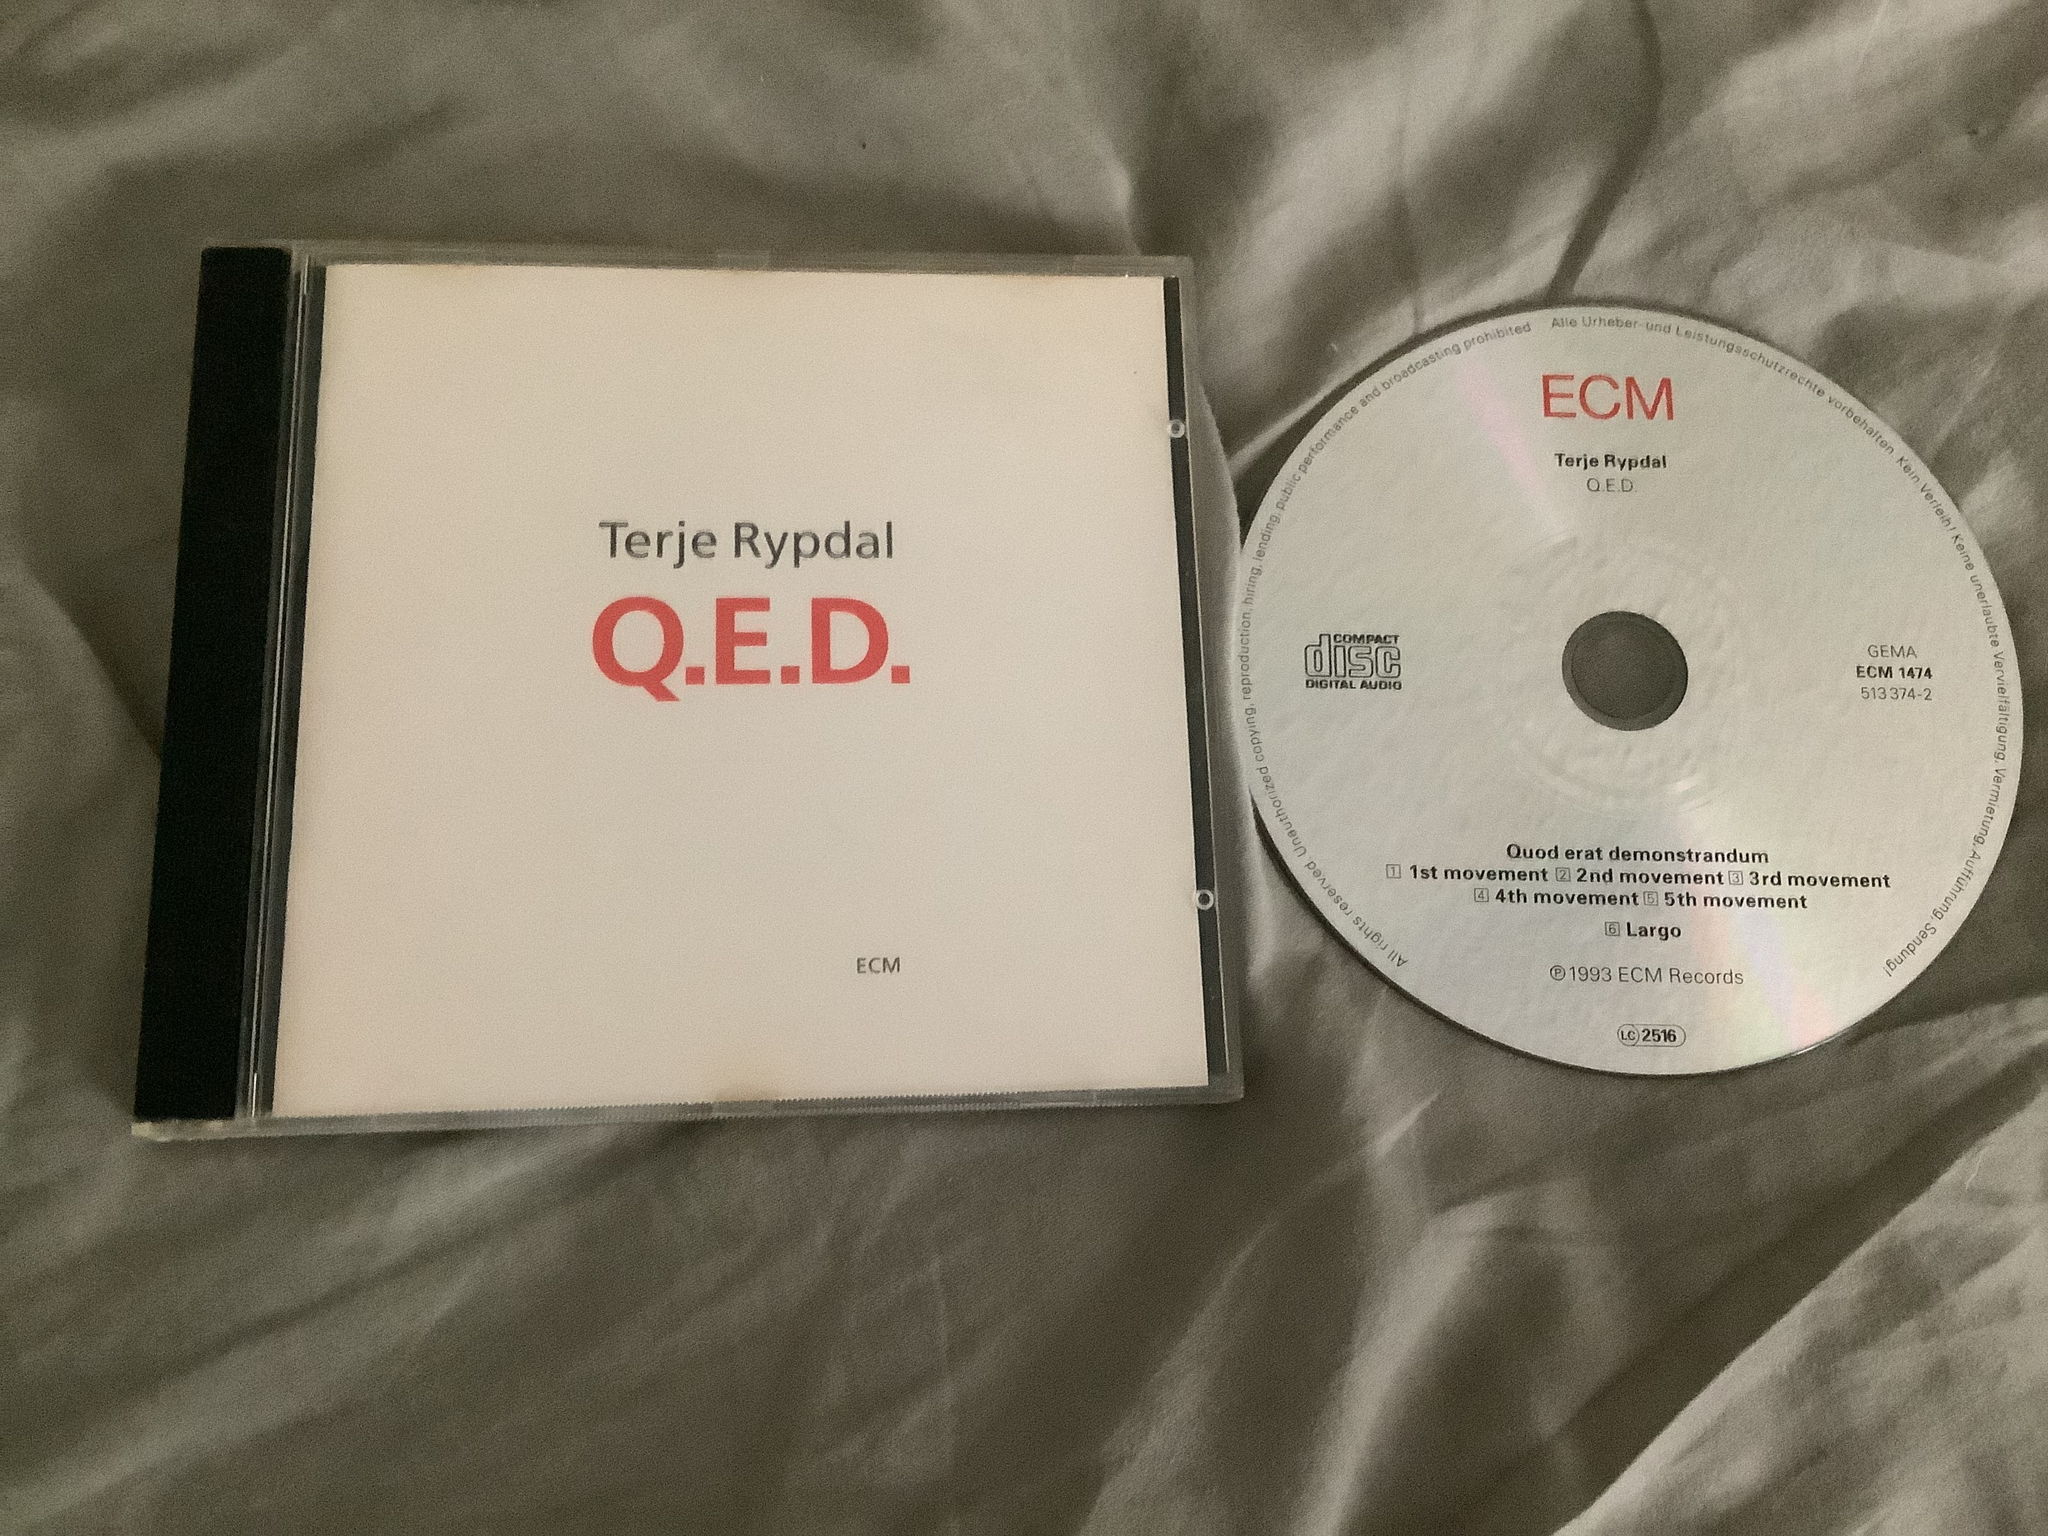 Terje Rypdal
Q.E.D.
ECM
All rights reserved Unauthorized copying, reproduction, hiring, lending, public performance and broadcasting prohibited
Alle Urheber- und Leistungsschutzrechte vorbehalten. Kein Verleih! Keine unerlaubte Vervielfältigung, Vermietung, Aufführung, Sendung!
ECM
Terje Rypdal
Q.E.D.
COMPACT
disc
DIGITAL AUDIO
GEMA
ECM 1474
513 374-2
Quod erat demonstrandum
1 1st movement 2 2nd movement 3 3rd movement
4 4th movement 5 5th movement
6 Largo
℗1993 ECM Records
LC 2516